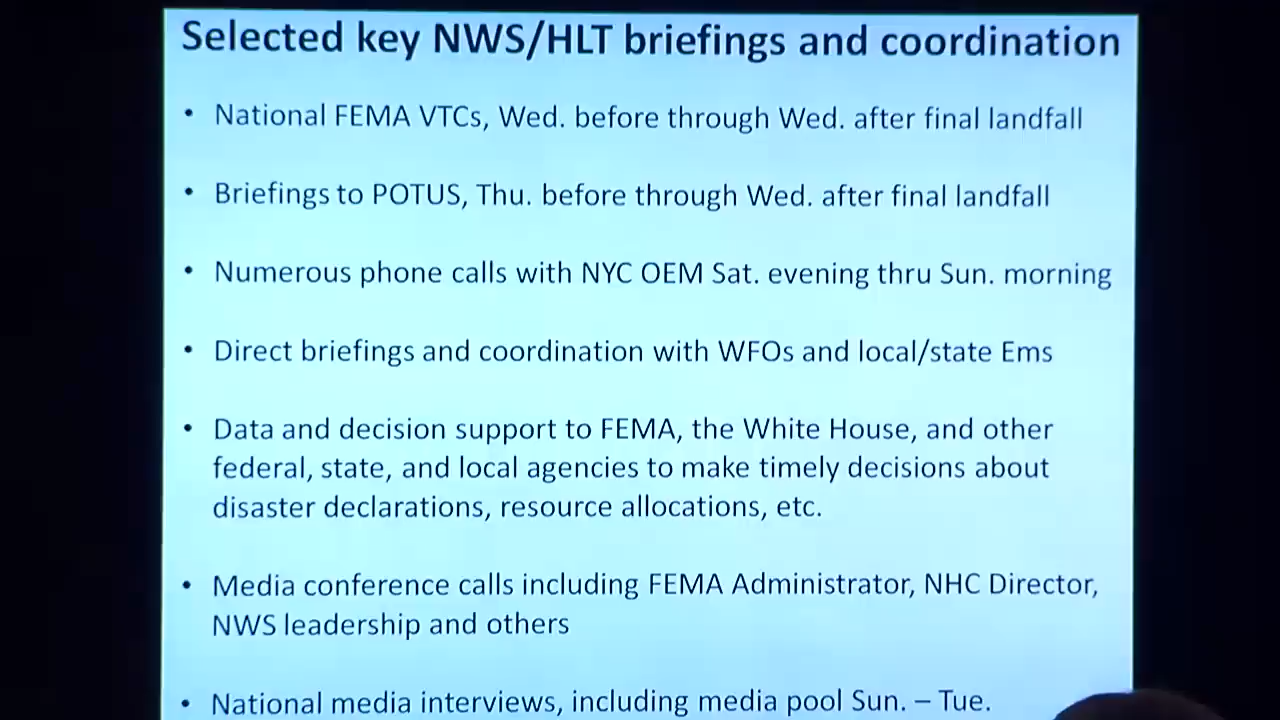 Selected key NWS/HLT briefings and coordination
• National FEMA VTCs, Wed. before through Wed. after final landfall
• Briefings to POTUS, Thu. before through Wed. after final landfall
• Numerous phone calls with NYC OEM Sat. evening thru Sun. morning
• Direct briefings and coordination with WFOs and local/state Ems
• Data and decision support to FEMA, the White House, and other
federal, state, and local agencies to make timely decisions about
disaster declarations, resource allocations, etc.
• Media conference calls including FEMA Administrator, NHC Director,
NWS leadership and others
• National media interviews, including media pool Sun. – Tue.